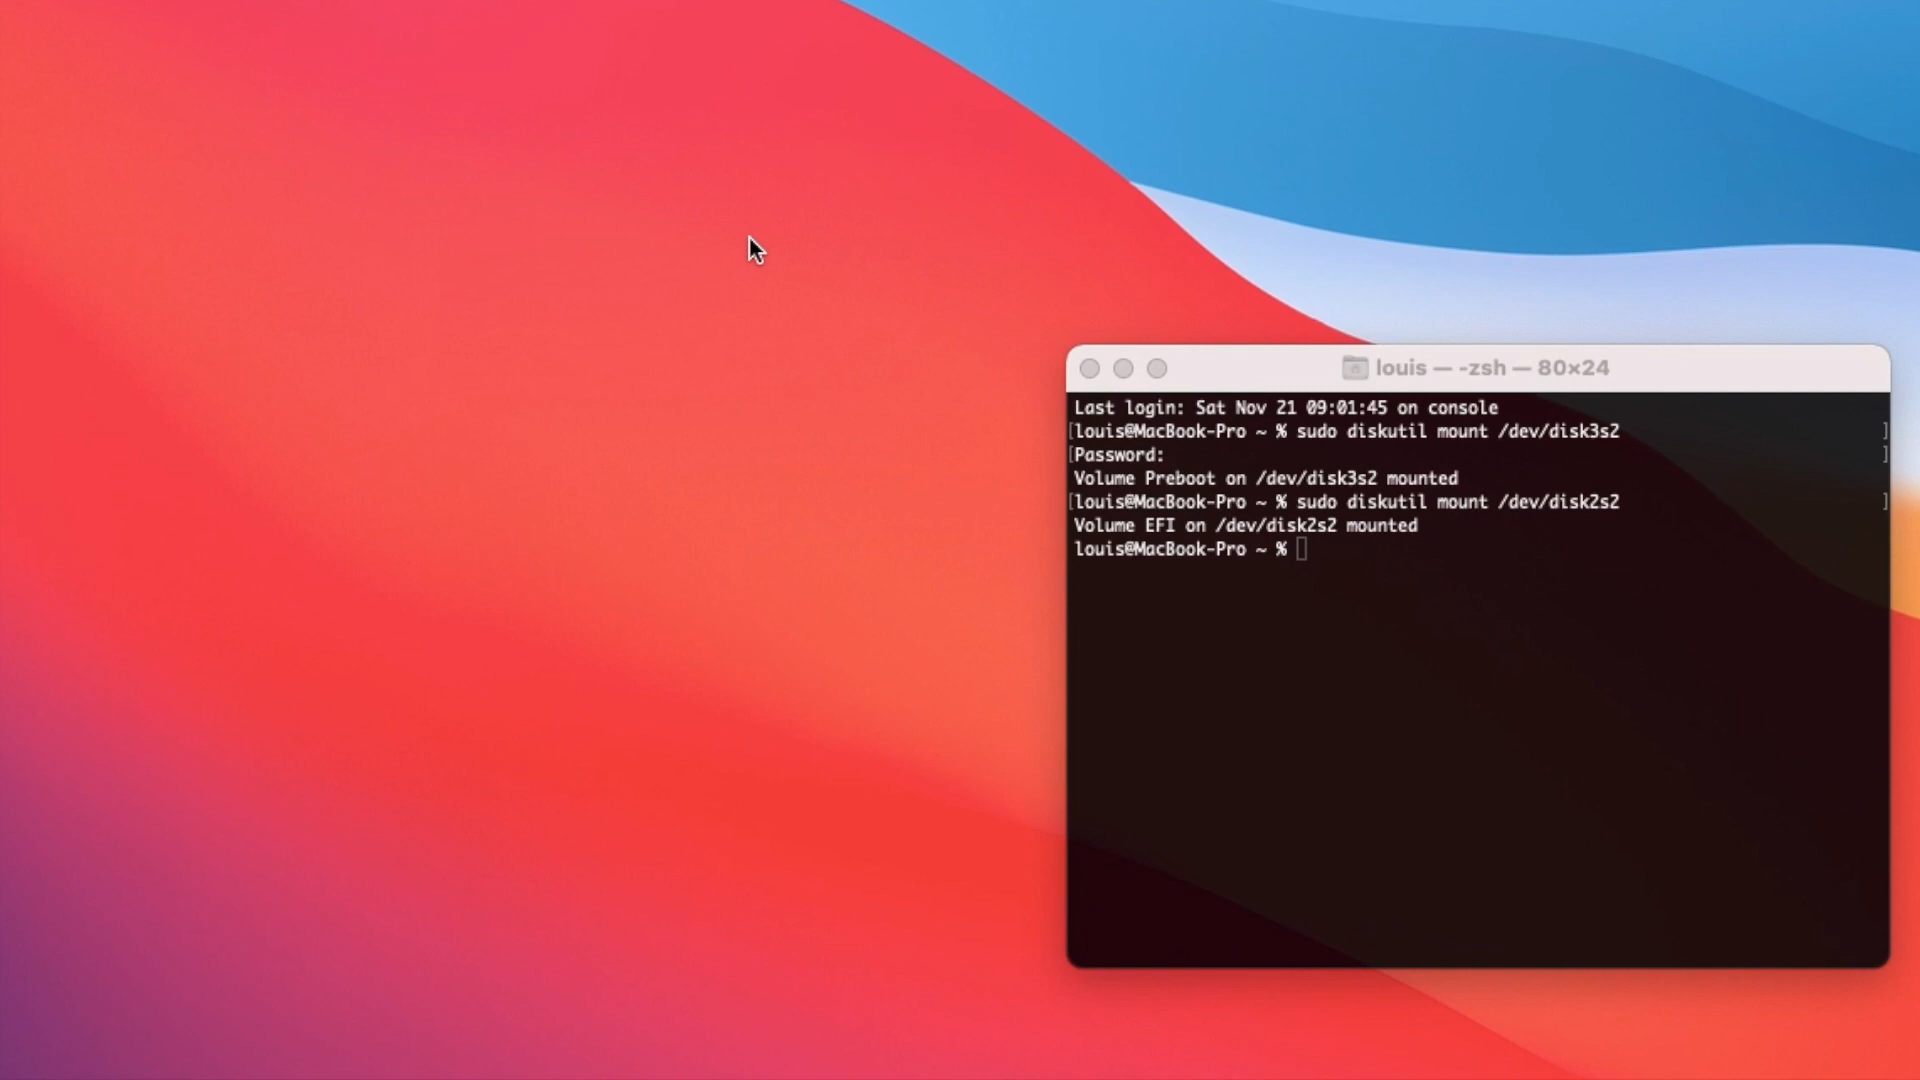 louis — -zsh — 80×24
Last login: Sat Nov 21 09:01:45 on console
[louis@MacBook-Pro ~ % sudo diskutil mount /dev/disk3s2 ]
[Password: ]
Volume Preboot on /dev/disk3s2 mounted
[louis@MacBook-Pro ~ % sudo diskutil mount /dev/disk2s2 ]
Volume EFI on /dev/disk2s2 mounted
louis@MacBook-Pro ~ %